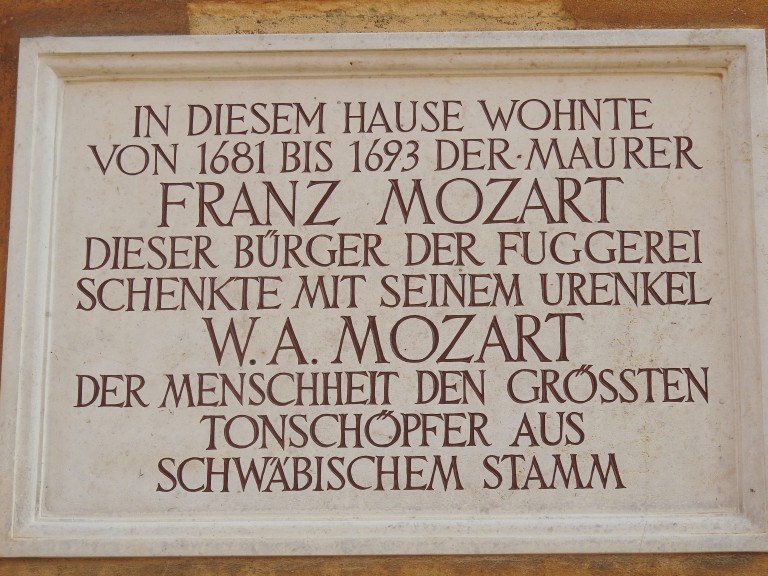 IN DIESEM HAUSE WOHNTE
VON 1681 BIS 1693 DER·MAURER
FRANZ MOZART
DIESER BÜRGER DER FUGGEREI
SCHENKTE MIT SEINEM URENKEL
W. A. MOZART
DER MENSCHHEIT DEN GRÖSSTEN
TONSCHÖPFER AUS
SCHWÄBISCHEM STAMM